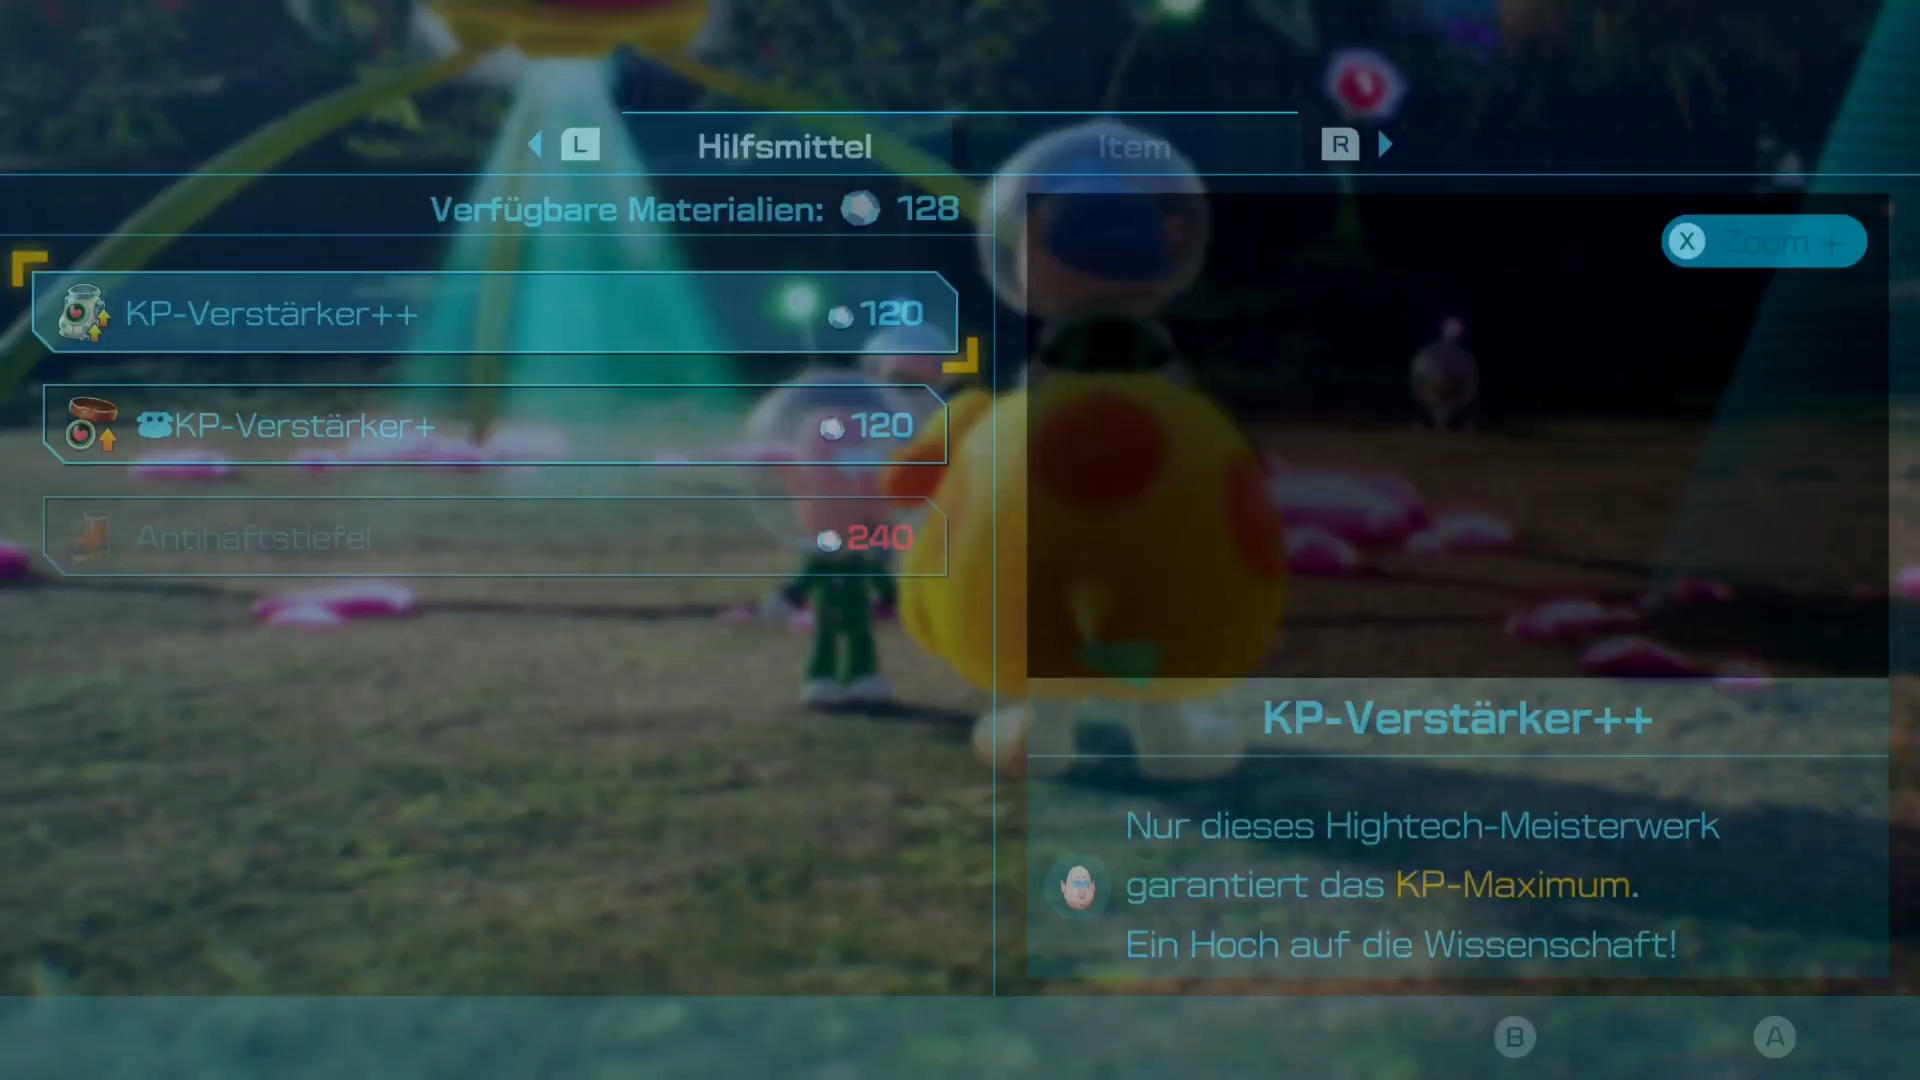 L Hilfsmittel Item R
Verfügbare Materialien: 128
KP-Verstärker++ 120
KP-Verstärker+ 120
Antihaftstiefel 240
X Zoom +
KP-Verstärker++
Nur dieses Hightech-Meisterwerk
garantiert das KP-Maximum.
Ein Hoch auf die Wissenschaft!
B A